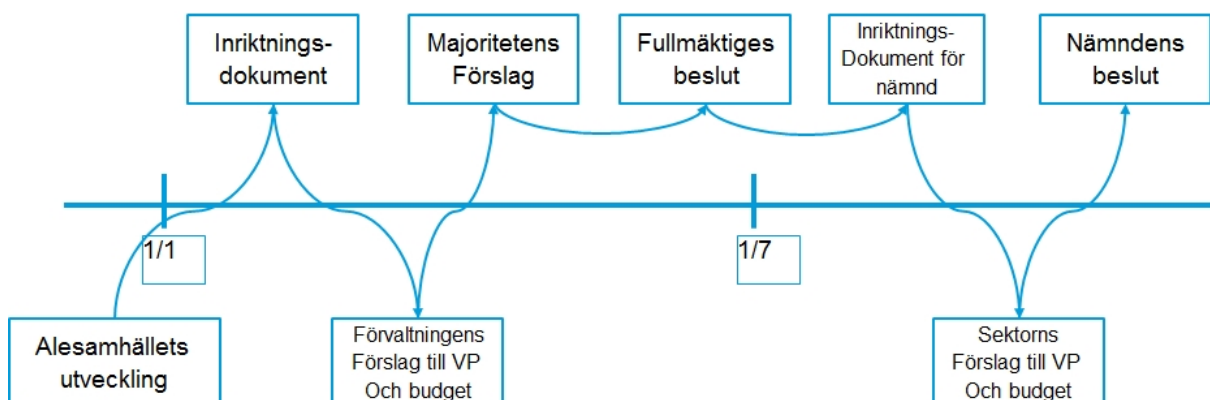 Inriktnings-
dokument
Majoritetens
Förslag
Fullmäktiges
beslut
Inriktnings-
Dokument för
nämnd
Nämndens
beslut
1/1
1/7
Alesamhällets
utveckling
Förvaltningens
Förslag till VP
Och budget
Sektorns
Förslag till VP
Och budget